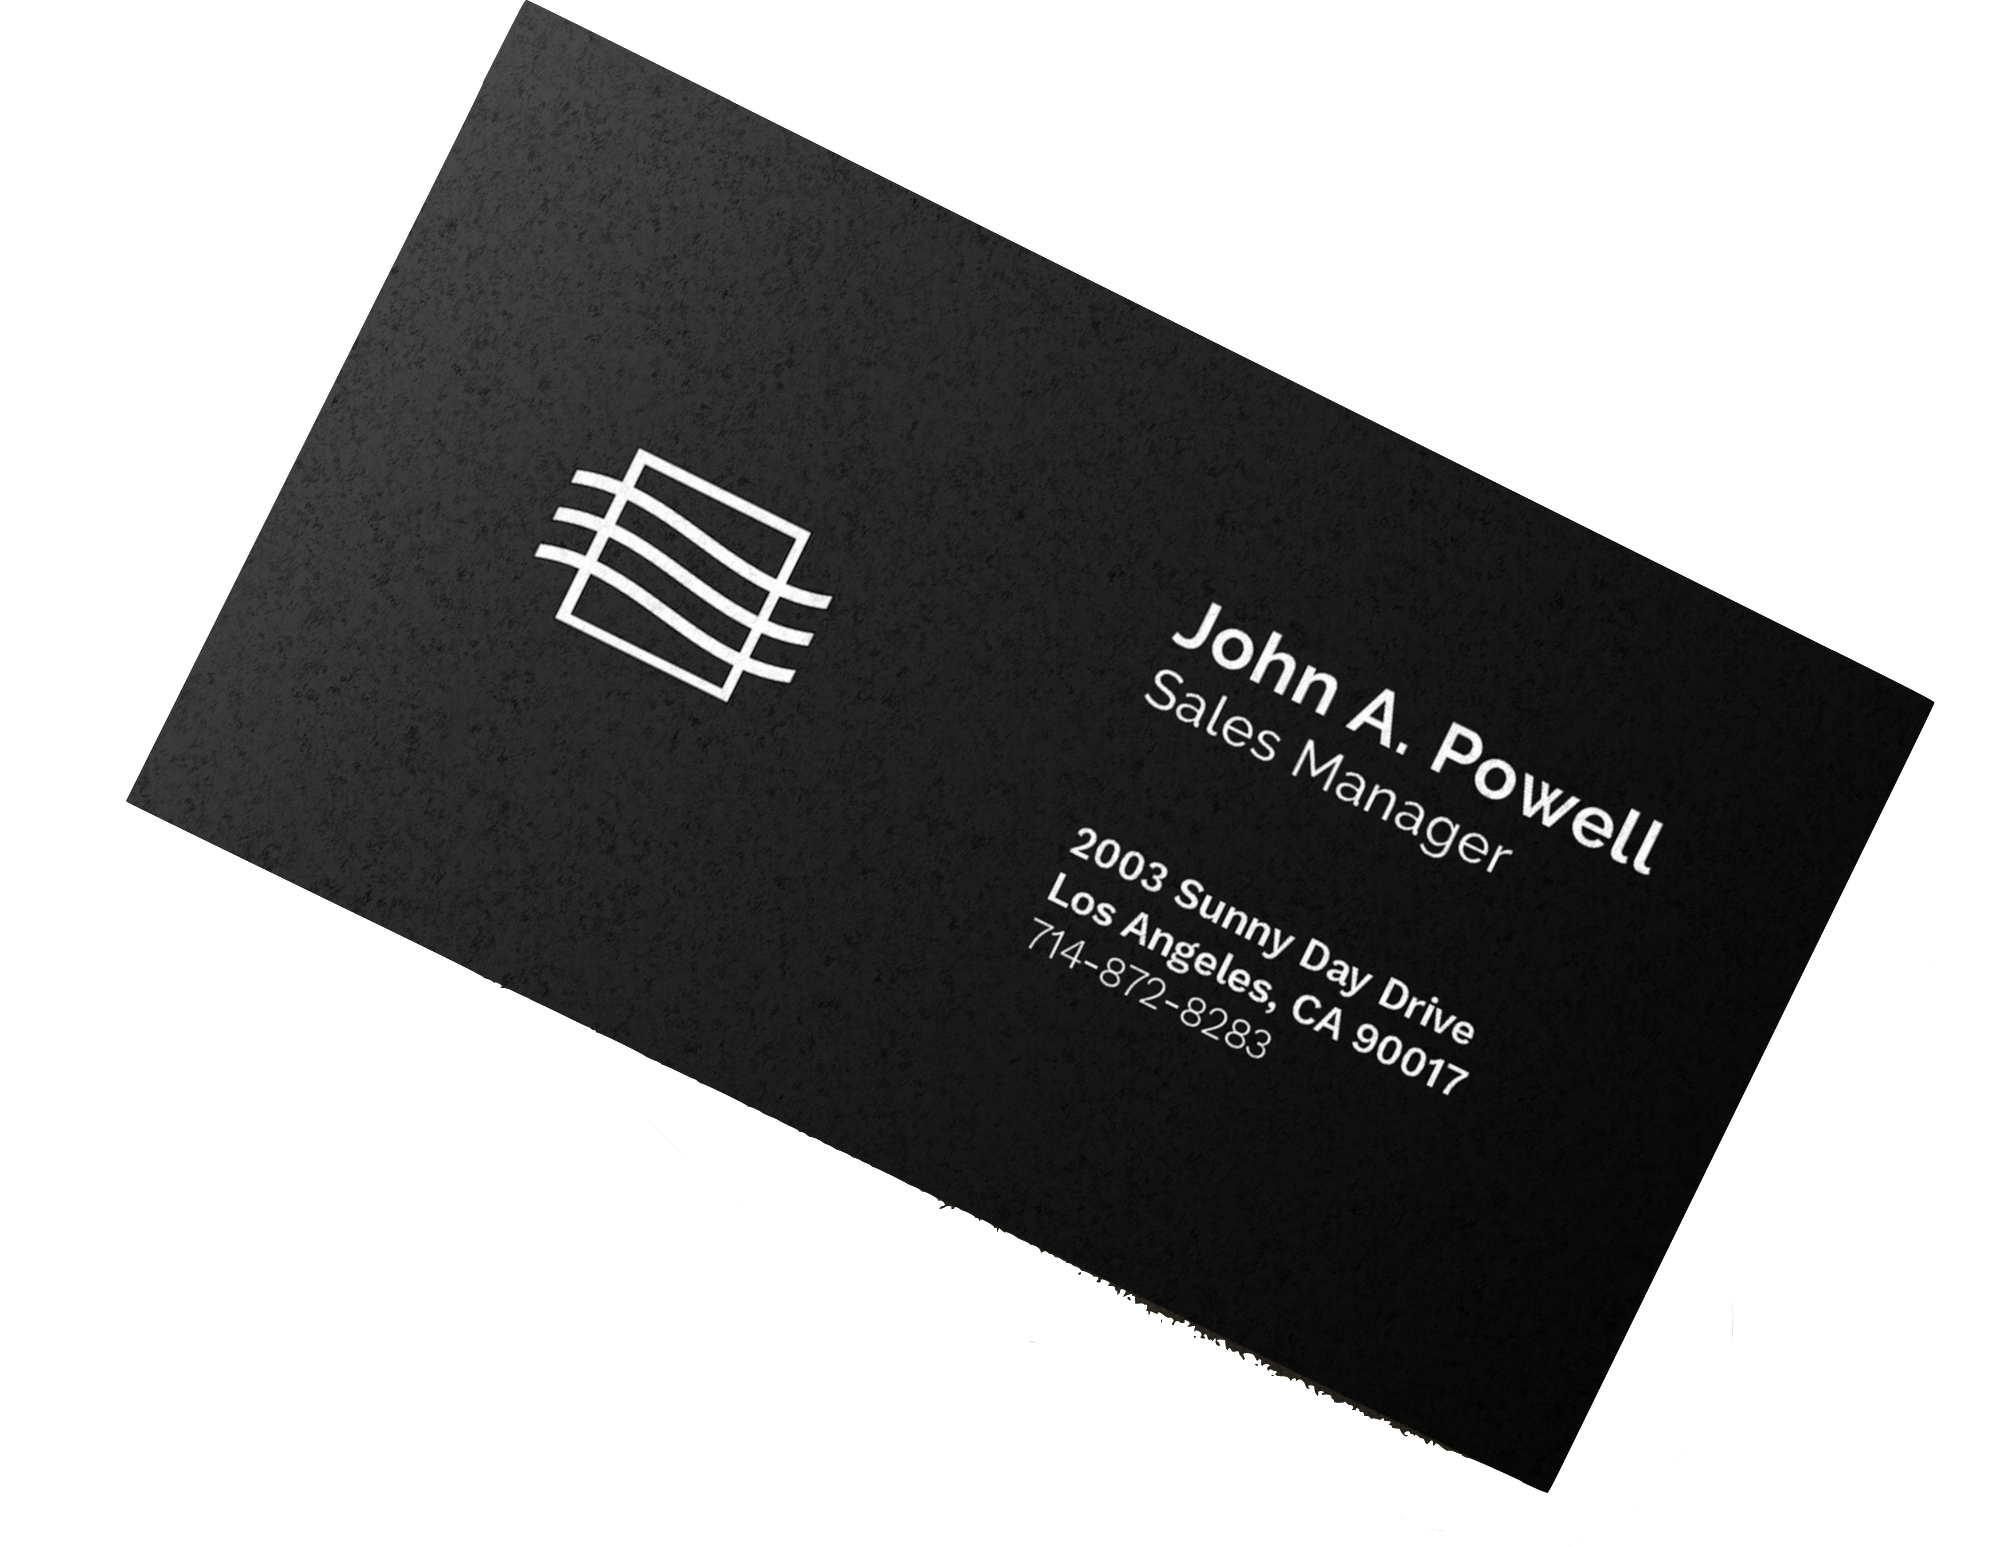 John A. Powell
Sales Manager
2003 Sunny Day Drive
Los Angeles, CA 90017
714-872-8283